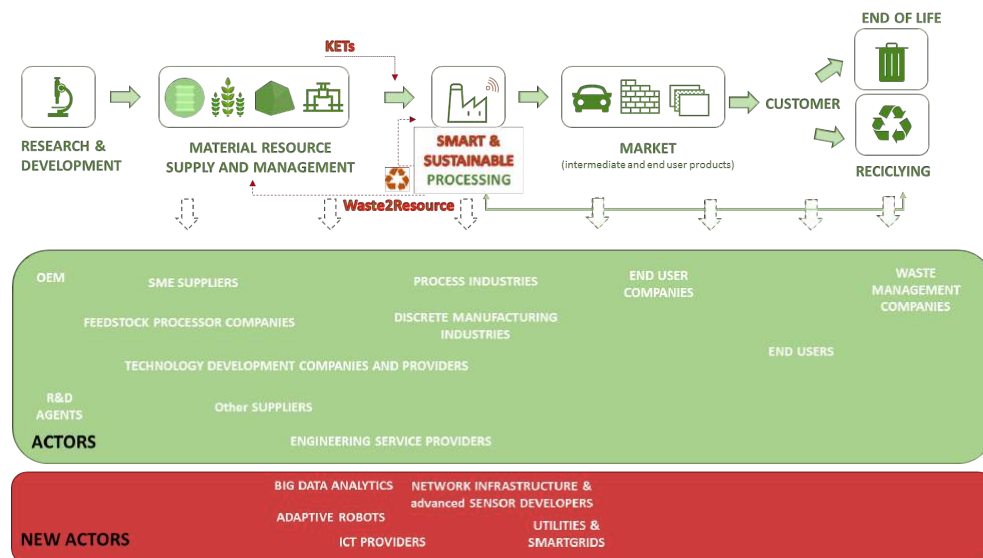 END OF LIFE
KETs
CUSTOMER
RESEARCH &
DEVELOPMENT
MATERIAL RESOURCE
SUPPLY AND MANAGEMENT
SMART &
SUSTAINABLE
PROCESSING
MARKET
(intermediate and end user products)
RECICLYING
Waste2Resource
OEM
SME SUPPLIERS
PROCESS INDUSTRIES
END USER
COMPANIES
WASTE
MANAGEMENT
COMPANIES
FEEDSTOCK PROCESSOR COMPANIES
DISCRETE MANUFACTURING
INDUSTRIES
END USERS
TECHNOLOGY DEVELOPMENT COMPANIES AND PROVIDERS
R&D
AGENTS
Other SUPPLIERS
ACTORS
ENGINEERING SERVICE PROVIDERS
BIG DATA ANALYTICS
NETWORK INFRASTRUCTURE &
advanced SENSOR DEVELOPERS
ADAPTIVE ROBOTS
UTILITIES &
SMARTGRIDS
ICT PROVIDERS
NEW ACTORS